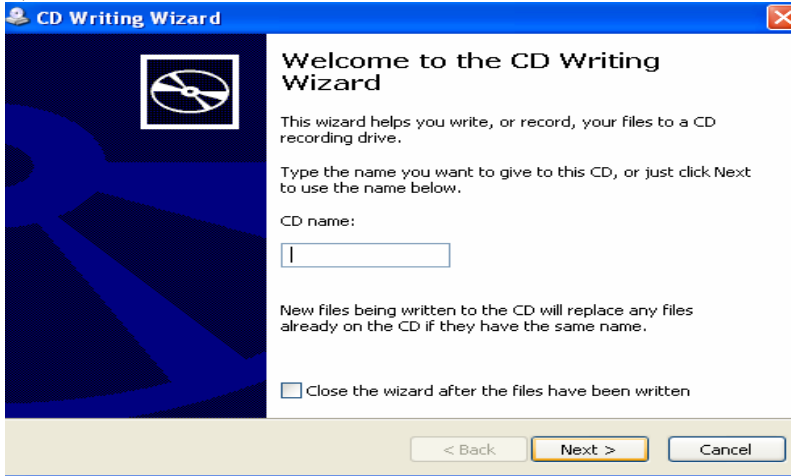 CD Writing Wizard
Welcome to the CD Writing
Wizard
This wizard helps you write, or record, your files to a CD
recording drive.
Type the name you want to give to this CD, or just click Next
to use the name below.
CD name:
New files being written to the CD will replace any files
already on the CD if they have the same name.
Close the wizard after the files have been written
< Back Next > Cancel